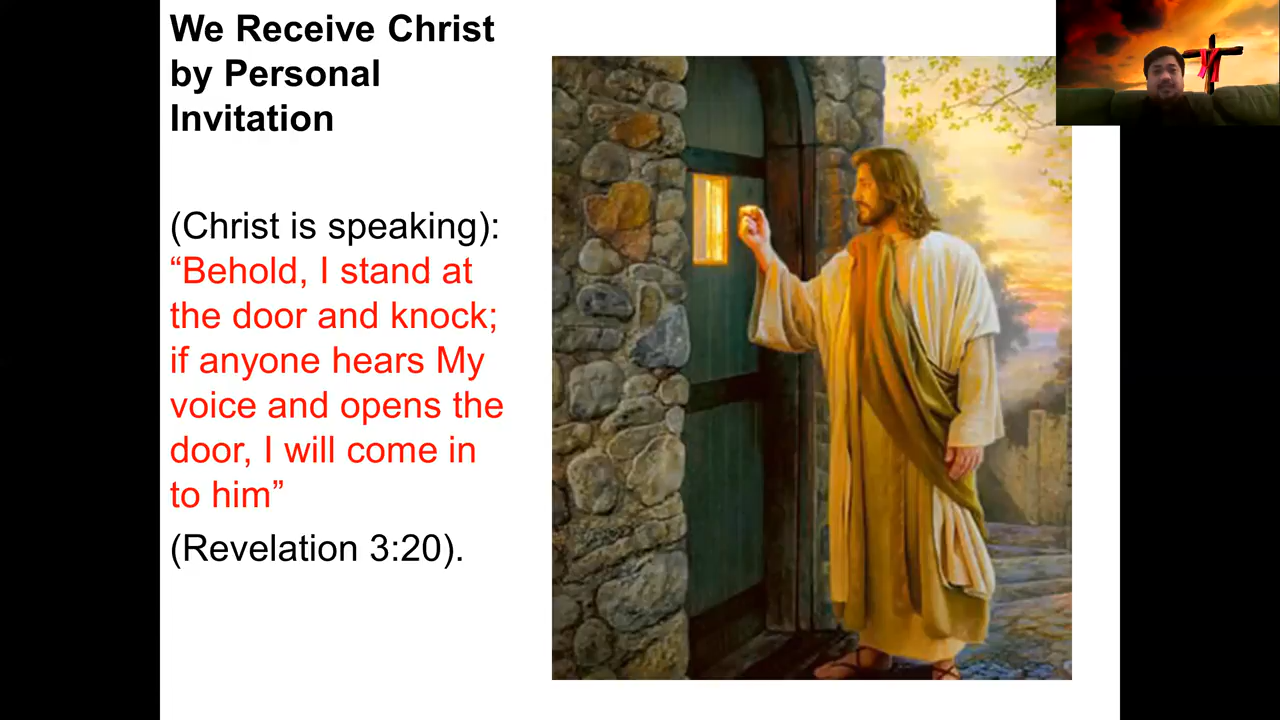 We Receive Christ
by Personal
Invitation
(Christ is speaking):
“Behold, I stand at
the door and knock;
if anyone hears My
voice and opens the
door, I will come in
to him”
(Revelation 3:20).